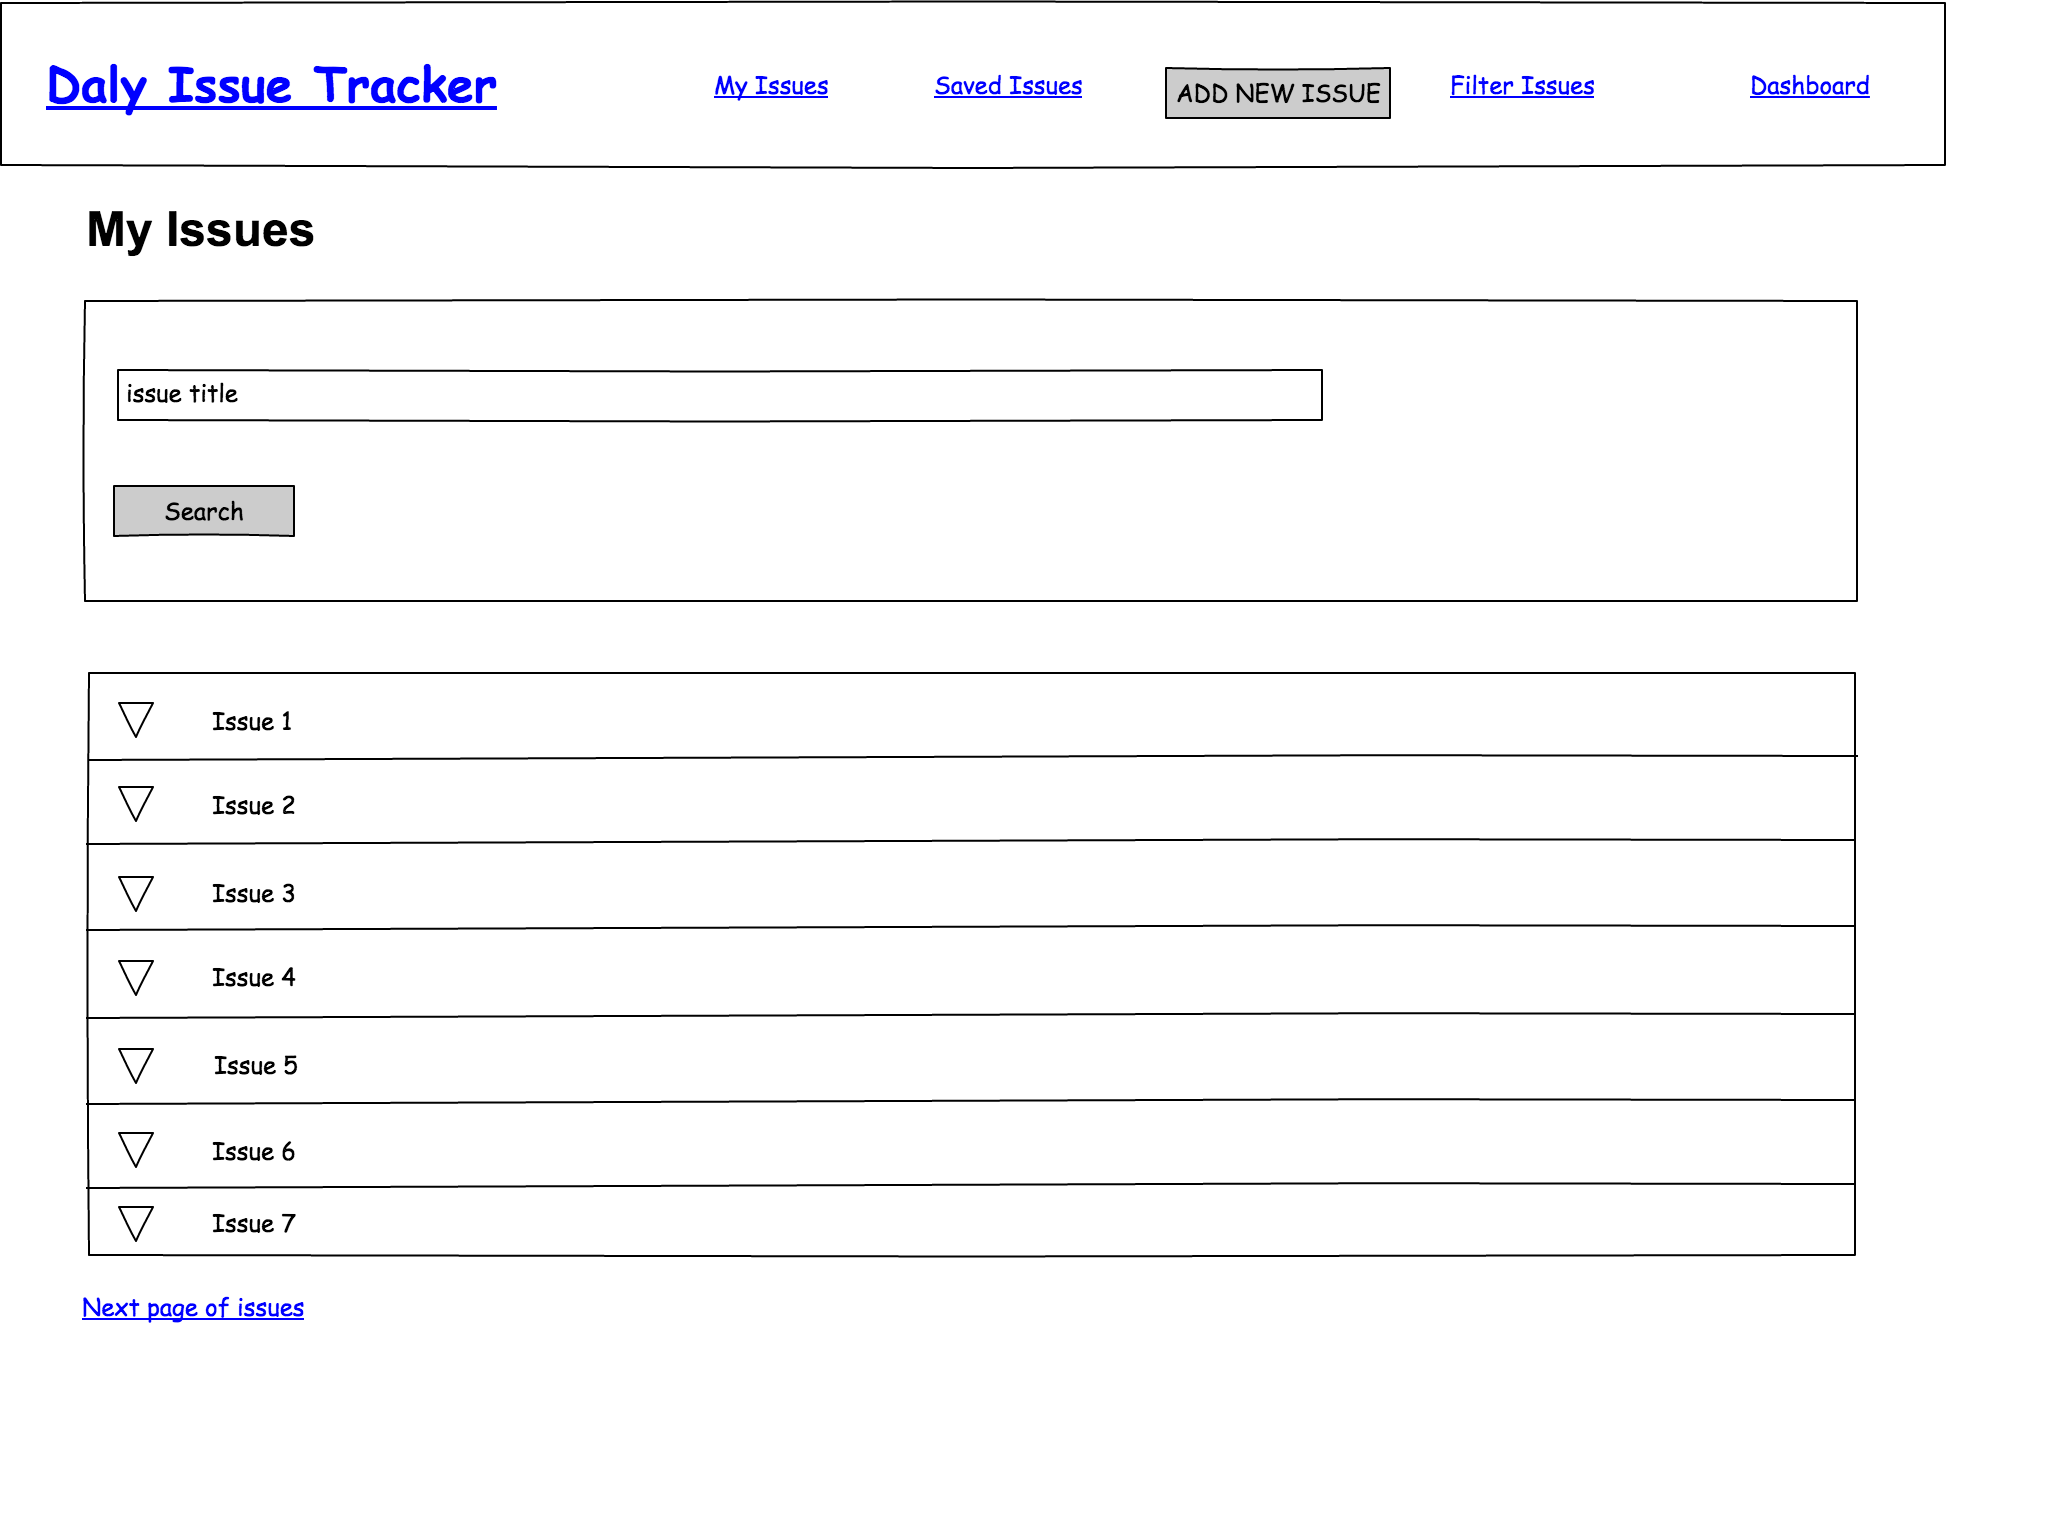 Daly Issue Tracker
My Issues
Saved Issues
ADD NEW ISSUE
Filter Issues
Dashboard
My Issues
issue title
Search
Issue 1
Issue 2
Issue 3
Issue 4
Issue 5
Issue 6
Issue 7
Next page of issues